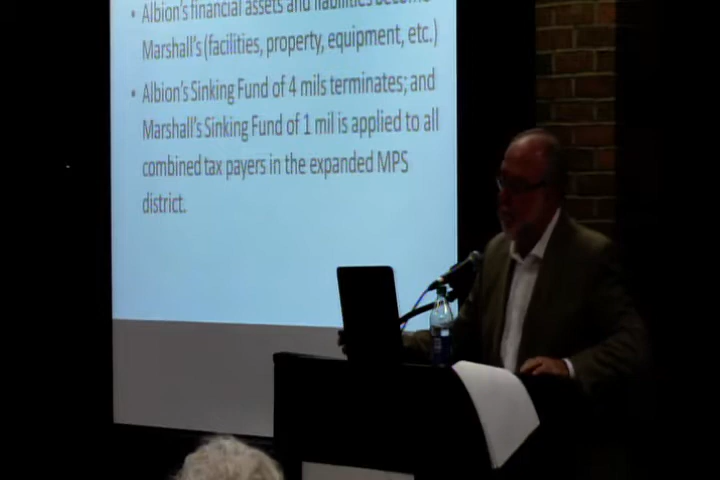 • Albion's financial assets and liabilities become
Marshall's (facilities, property, equipment, etc.)
• Albion's Sinking Fund of 4 mils terminates; and
Marshall's Sinking Fund of 1 mil is applied to all
combined tax payers in the expanded MPS
district.